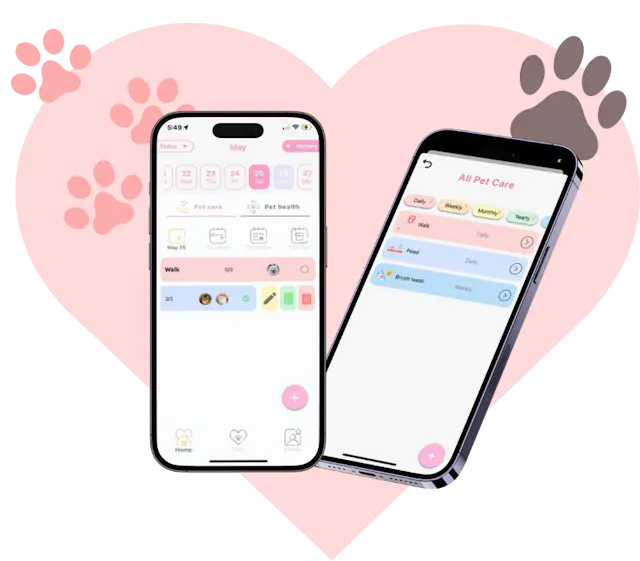 5:49
Today
May
History
22
23
24
25
26
27
Wed
Thu
Fri
Sat
Pet care
Pet health
May 25
Walk
0/3
2/2
Home
All Pet Care
Daily
Weekly
Monthly
Yearly
Walk
Daily
Feed
Daily
Brush teeth
Weekly